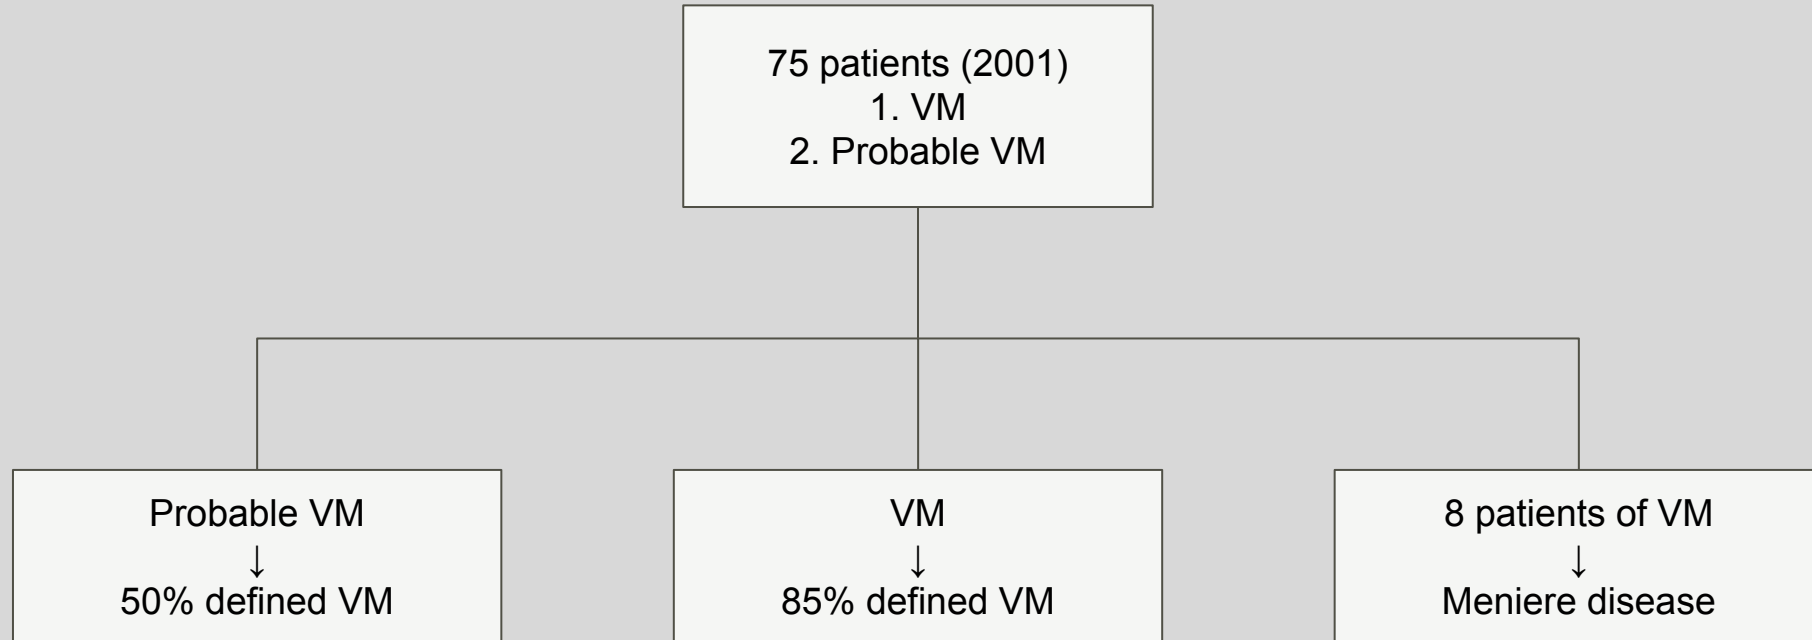 75 patients (2001)
1. VM
2. Probable VM
Probable VM
↓
50% defined VM
VM
↓
85% defined VM
8 patients of VM
↓
Meniere disease